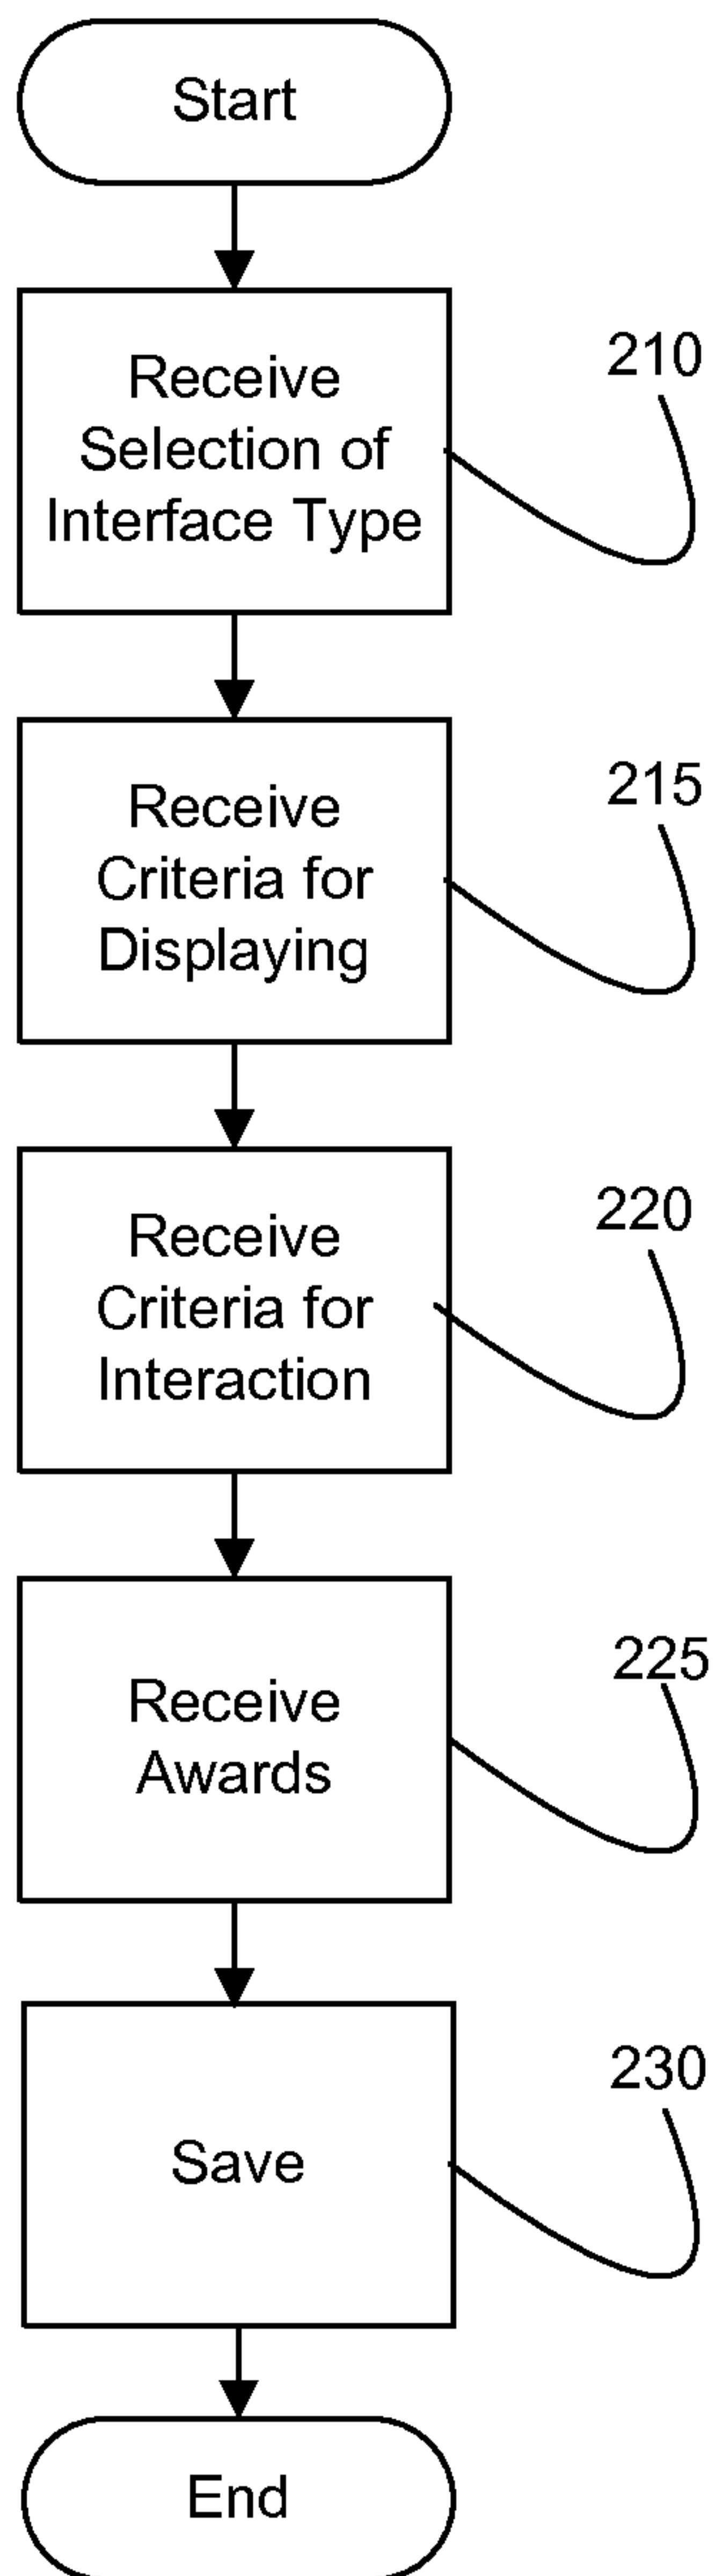 Start
Receive
Selection of
Interface Type
210
Receive
Criteria for
Displaying
215
Receive
Criteria for
Interaction
220
Receive
Awards
225
Save
230
End